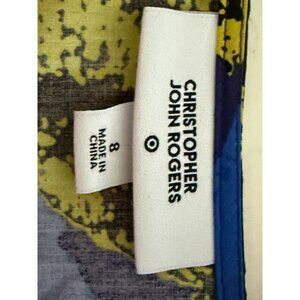 CHRISTOPHER
JOHN ROGERS
8
MADE IN
CHINA